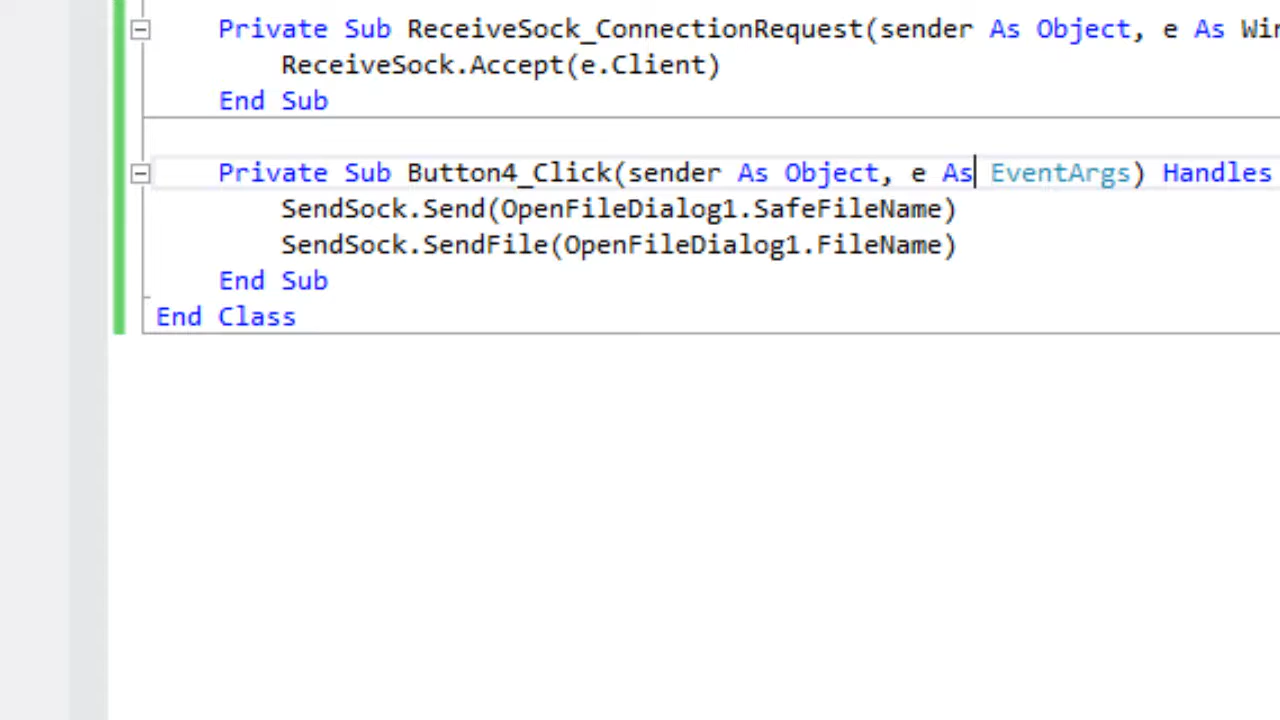 Private Sub ReceiveSock_ConnectionRequest(sender As Object, e As Win
ReceiveSock.Accept(e.Client)
End Sub
Private Sub Button4_Click(sender As Object, e As EventArgs) Handles
SendSock.Send(OpenFileDialog1.SafeFileName)
SendSock.SendFile(OpenFileDialog1.FileName)
End Sub
End Class